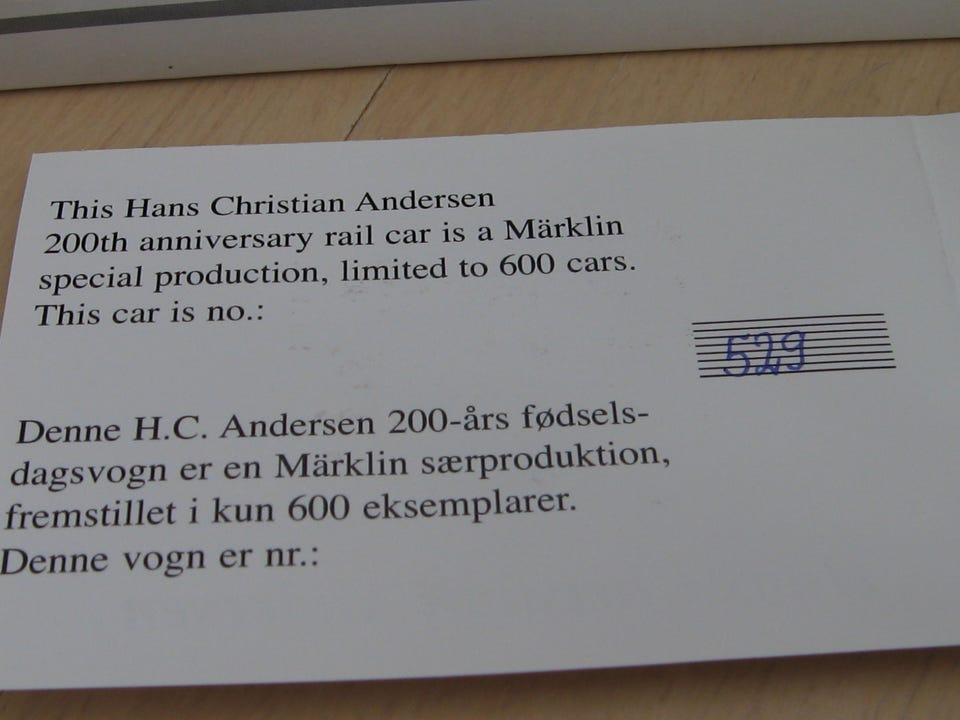 This Hans Christian Andersen
200th anniversary rail car is a Märklin
special production, limited to 600 cars.
This car is no.:
529
Denne H.C. Andersen 200-års fødsels-
dagsvogn er en Märklin særproduktion,
fremstillet i kun 600 eksemplarer.
Denne vogn er nr.: